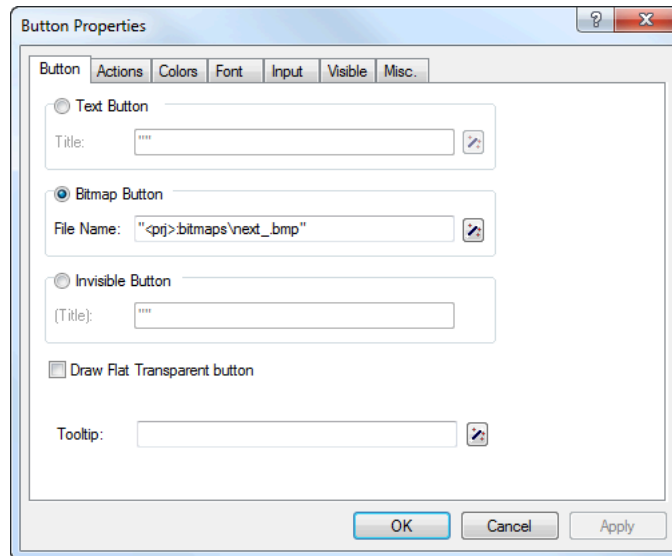 Button Properties
Button Actions Colors Font Input Visible Misc.
Text Button
Title: ""
Bitmap Button
File Name: "<prj>:bitmaps\next_.bmp"
Invisible Button
(Title): ""
Draw Flat Transparent button
Tooltip:
OK Cancel Apply